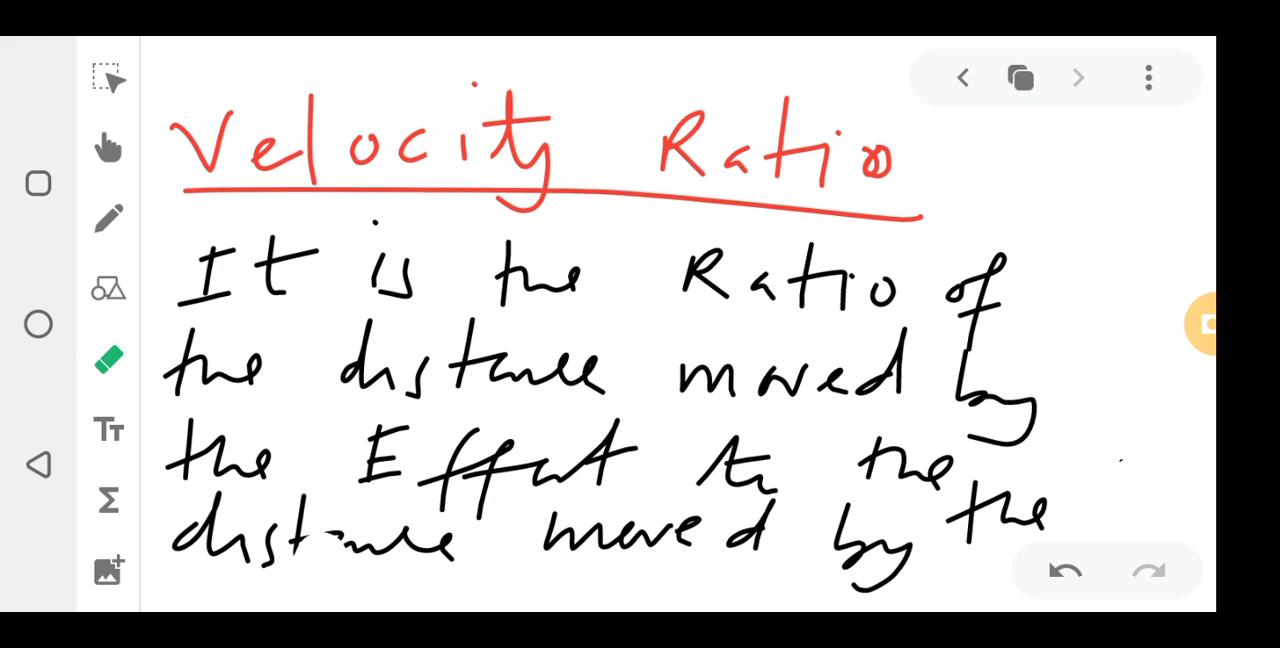 Velocity Ratio
It is the Ratio of
the distance moved by
the Effort to the
distance moved by the
Tт
Σ